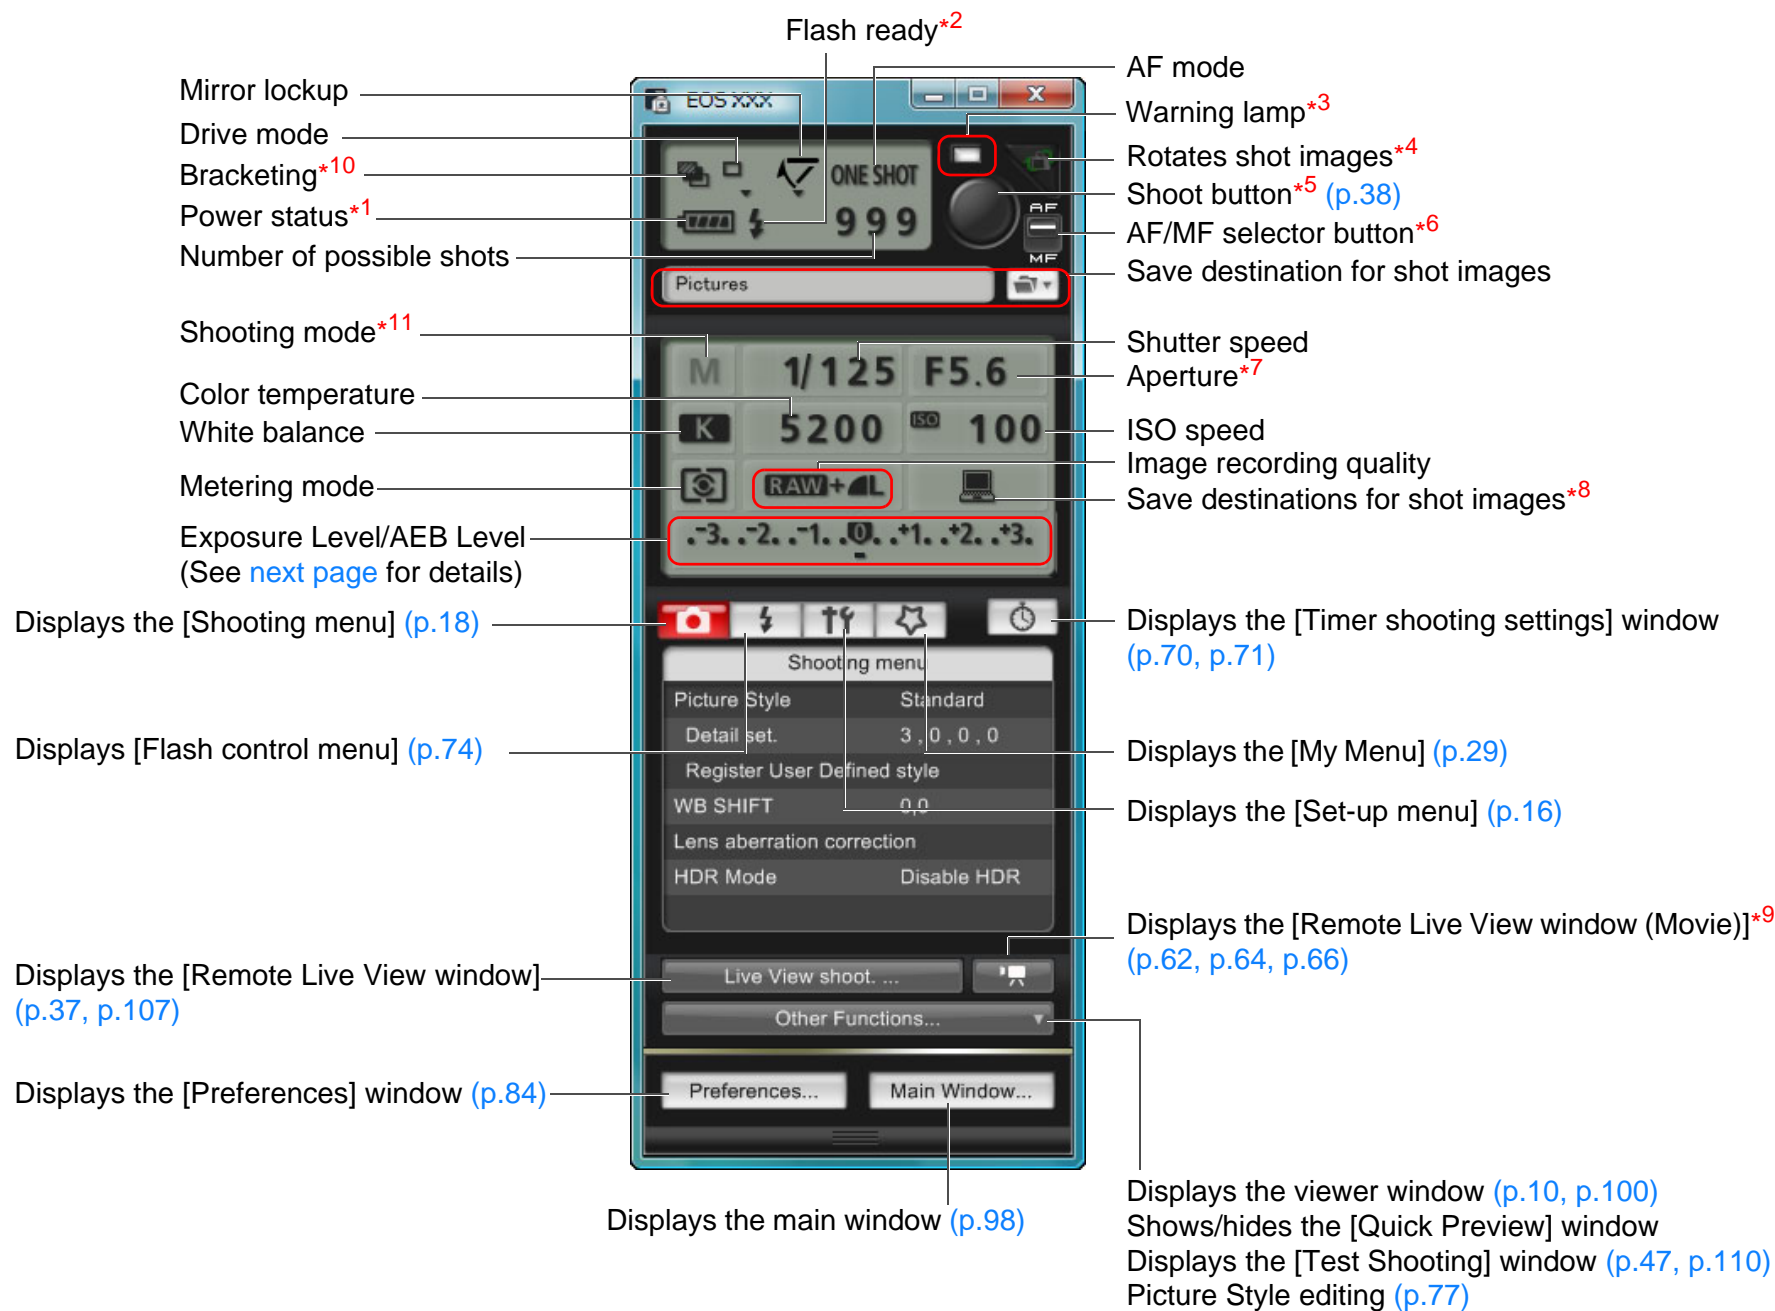 Flash ready*2
Mirror lockup
Drive mode
Bracketing*10
Power status*1
Number of possible shots
AF mode
Warning lamp*3
Rotates shot images*4
Shoot button*5 (p.38)
AF/MF selector button*6
Save destination for shot images
EOS XXX
ONE SHOT
999
AF
MF
Pictures
Shooting mode*11
Color temperature
White balance
Metering mode
Exposure Level/AEB Level
(See next page for details)
M 1/125 F5.6
K 5200 ISO 100
RAW+L
.-3. .-2. .-1. .0. .+1. .+2. .+3.
Shutter speed
Aperture*7
ISO speed
Image recording quality
Save destinations for shot images*8
Displays the [Shooting menu] (p.18)
Displays [Flash control menu] (p.74)
Shooting menu
Picture Style Standard
Detail set. 3 , 0 , 0 , 0
Register User Defined style
WB SHIFT 0,0
Lens aberration correction
HDR Mode Disable HDR
Displays the [Timer shooting settings] window
(p.70, p.71)
Displays the [My Menu] (p.29)
Displays the [Set-up menu] (p.16)
Displays the [Remote Live View window (Movie)]*9
(p.62, p.64, p.66)
Displays the [Remote Live View window]
(p.37, p.107)
Live View shoot. ...
Other Functions...
Displays the [Preferences] window (p.84)
Preferences... Main Window...
Displays the main window (p.98)
Displays the viewer window (p.10, p.100)
Shows/hides the [Quick Preview] window
Displays the [Test Shooting] window (p.47, p.110)
Picture Style editing (p.77)